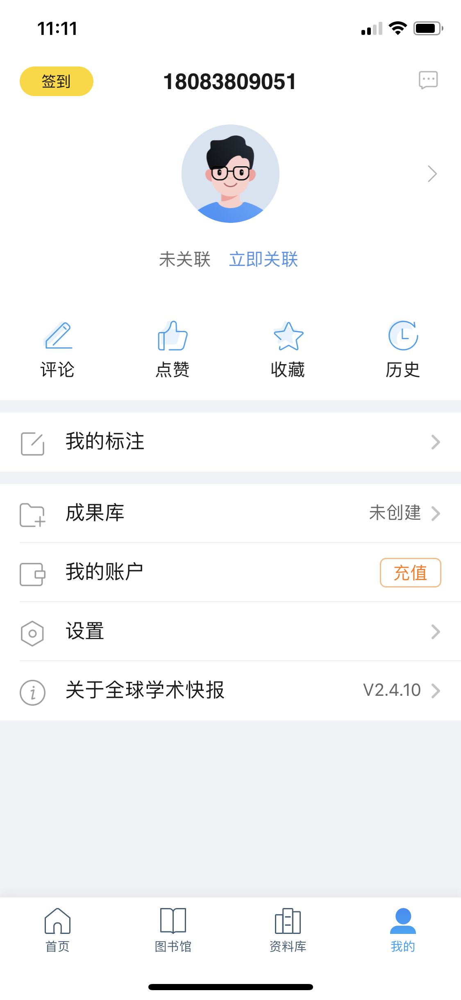 11:11
签到
18083809051
未关联 立即关联
评论 点赞 收藏 历史
我的标注
成果库 未创建
我的账户 充值
设置
关于全球学术快报 V2.4.10
首页 图书馆 资料库 我的